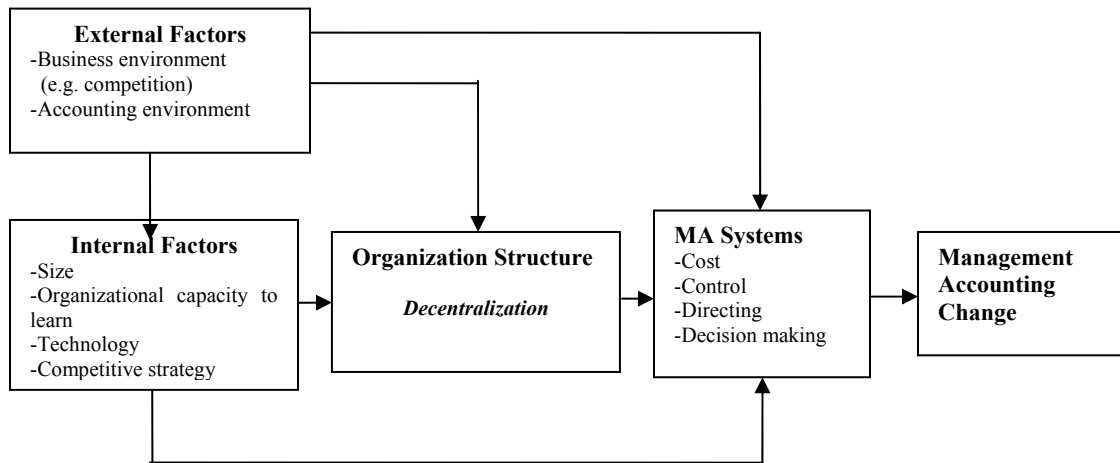 External Factors
-Business environment
(e.g. competition)
-Accounting environment
Internal Factors
-Size
-Organizational capacity to
learn
-Technology
-Competitive strategy
Organization Structure
Decentralization
MA Systems
-Cost
-Control
-Directing
-Decision making
Management
Accounting
Change